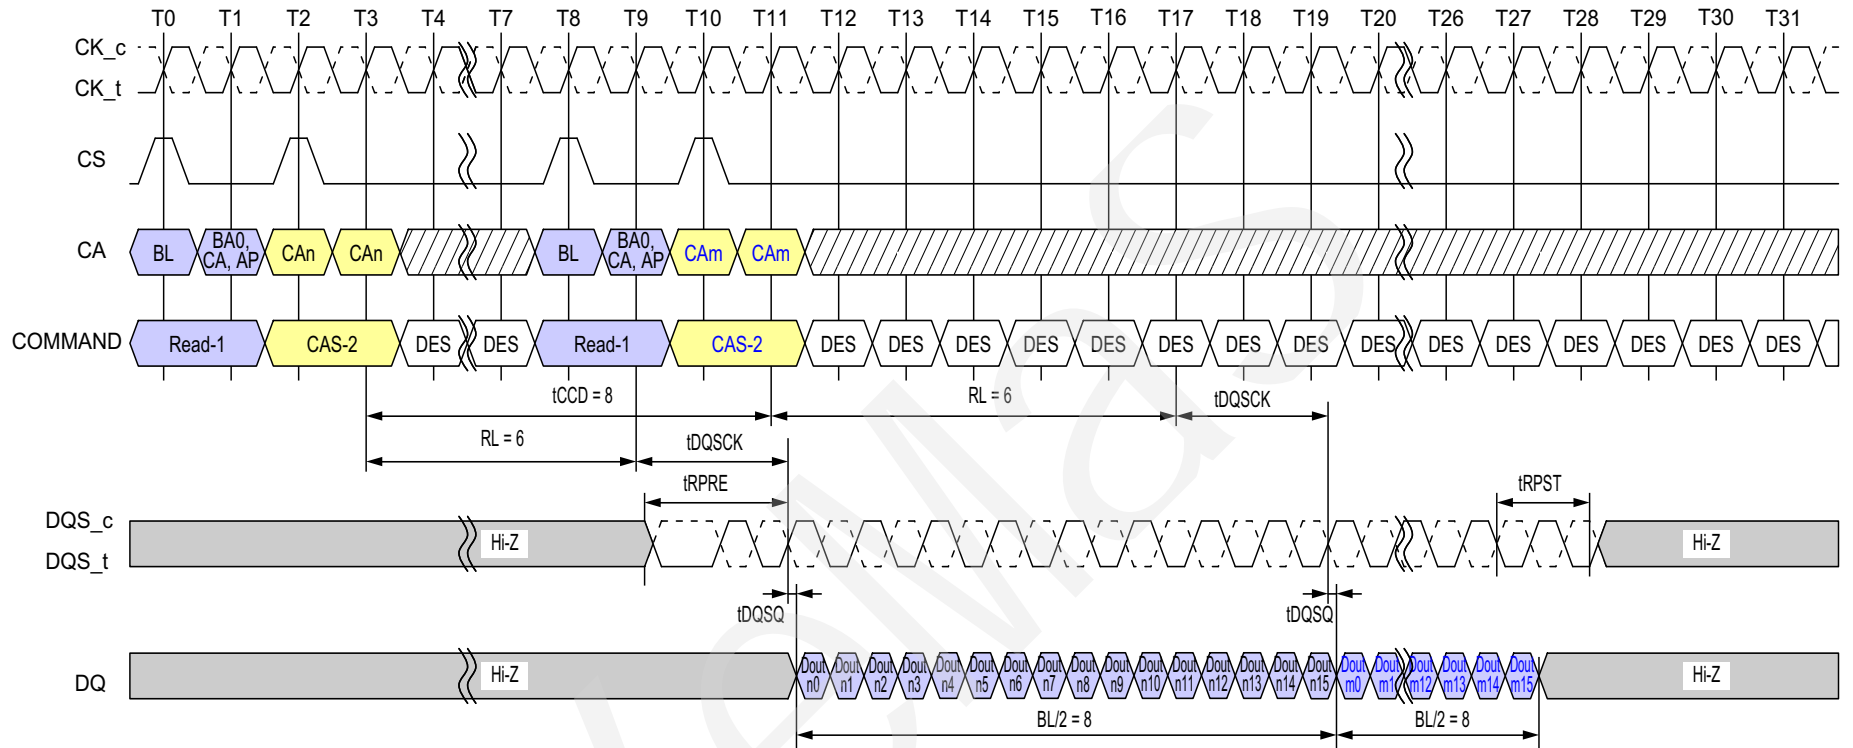 T0 T1 T2 T3 T4 T7 T8 T9 T10 T11 T12 T13 T14 T15 T16 T17 T18 T19 T20 T26 T27 T28 T29 T30 T31
CK_c
CK_t
CS
CA
BL BA0, CA, AP CAn CAn BL BA0, CA, AP CAm CAm
COMMAND
Read-1 CAS-2 DES DES Read-1 CAS-2 DES DES DES DES DES DES DES DES DES DES DES DES DES DES DES
tCCD = 8 RL = 6 tDQSCK
RL = 6 tDQSCK
tRPRE tRPST
DQS_c
DQS_t
Hi-Z Hi-Z
tDQSQ tDQSQ
DQ
Hi-Z Dout n0 Dout n1 Dout n2 Dout n3 Dout n4 Dout n5 Dout n6 Dout n7 Dout n8 Dout n9 Dout n10 Dout n11 Dout n12 Dout n13 Dout n14 Dout n15 Dout m0 Dout m1 Dout m12 Dout m13 Dout m14 Dout m15 Hi-Z
BL/2 = 8 BL/2 = 8